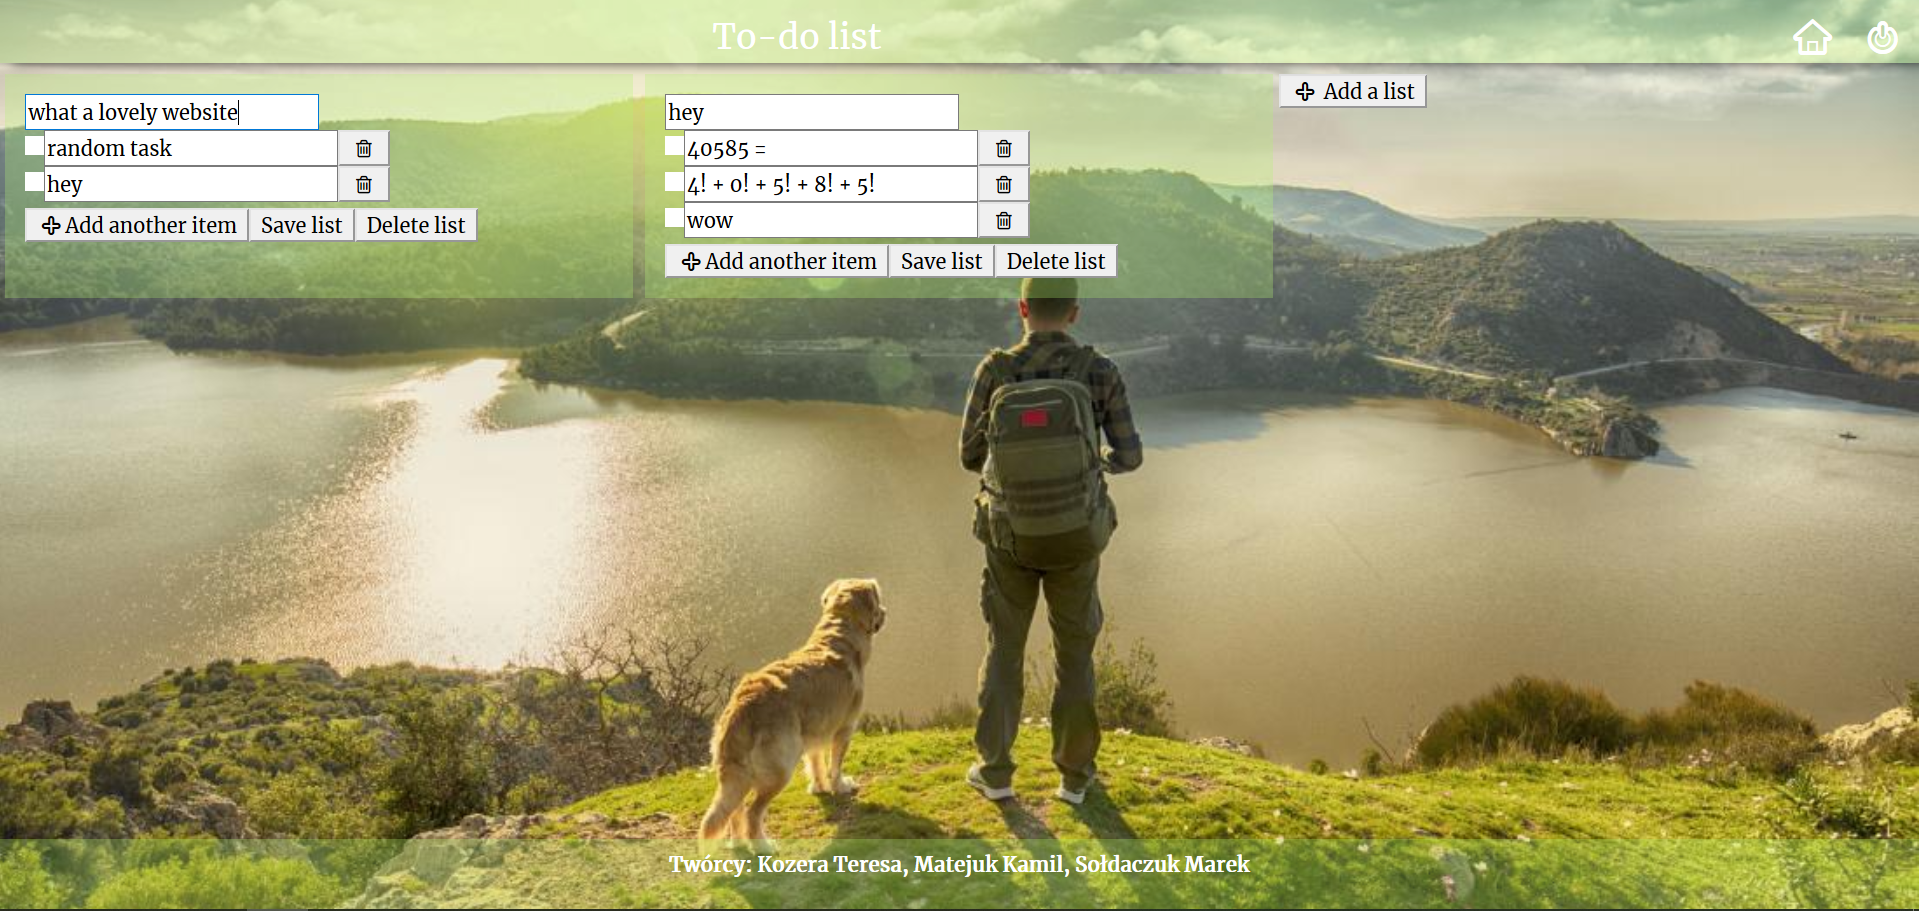 To-do list
what a lovely website
random task
hey
Add another item Save list Delete list
hey
40585 =
4! + 0! + 5! + 8! + 5!
wow
Add another item Save list Delete list
Add a list
Twórcy: Kozera Teresa, Matejuk Kamil, Sołdaczuk Marek